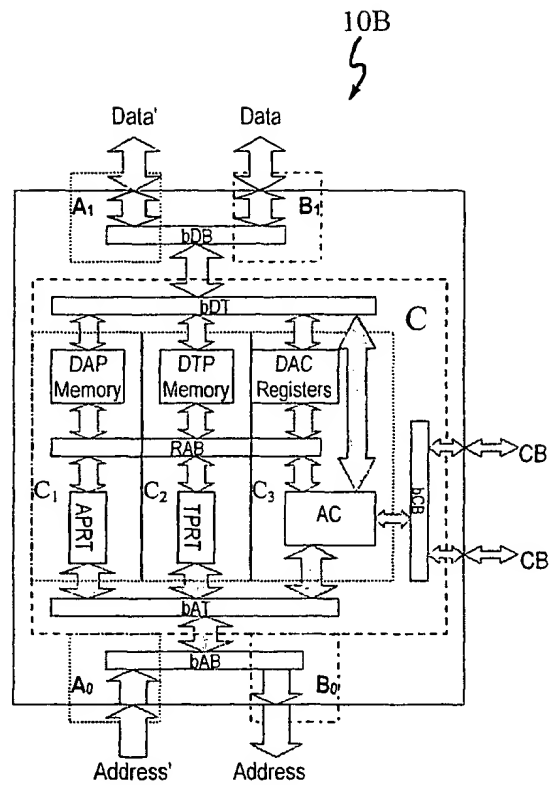 10B
Data' Data
A1 B1
bDB
bDT
C
DAP Memory
DTP Memory
DAC Registers
RAB
C1 C2 C3
APRT
TPRT
AC
bCB
CB
CB
bAT
bAB
A0 B0
Address' Address